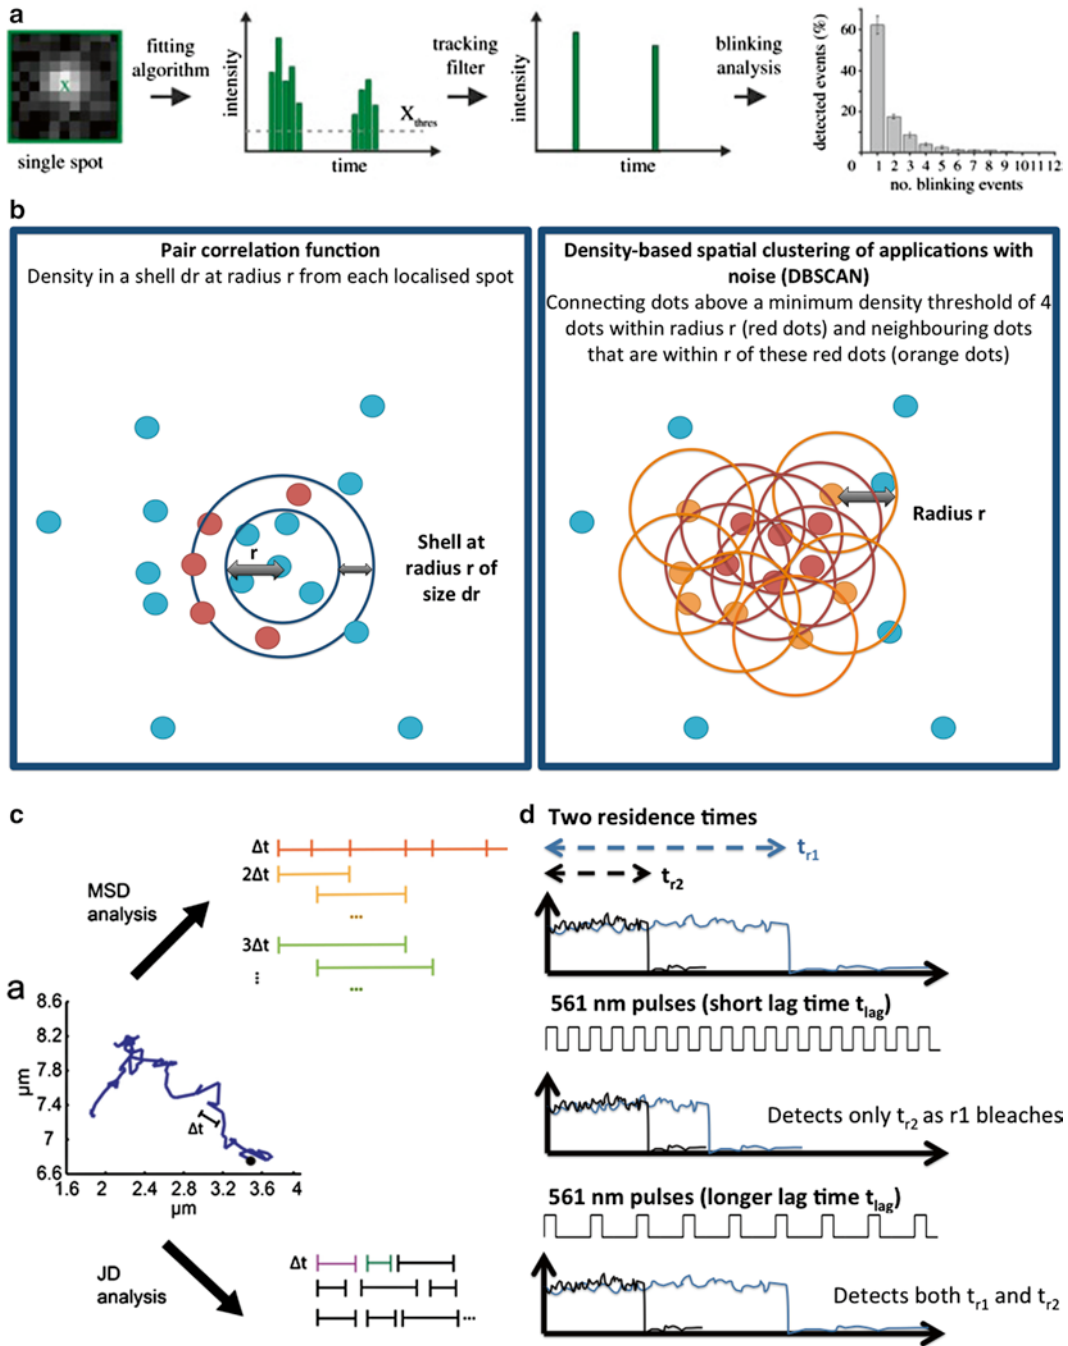 a
fitting
algorithm
x
single spot
intensity
Xthres
time
tracking
filter
intensity
time
blinking
analysis
detected events (%)
60
40
20
0
1 2 3 4 5 6 7 8 9 10 11 12
no. blinking events
b
Pair correlation function
Density in a shell dr at radius r from each localised spot
r
Shell at
radius r of
size dr
Density-based spatial clustering of applications with
noise (DBSCAN)
Connecting dots above a minimum density threshold of 4
dots within radius r (red dots) and neighbouring dots
that are within r of these red dots (orange dots)
Radius r
c
MSD
analysis
Δt
2Δt
...
3Δt
...
...
a
8.6
8.2
7.8
7.4
7
6.6
μm
Δt
1.6 2 2.4 2.8 3.2 3.6 4
μm
JD
analysis
Δt
...
d
Two residence times
tr1
tr2
561 nm pulses (short lag time tlag)
Detects only tr2 as r1 bleaches
561 nm pulses (longer lag time tlag)
Detects both tr1 and tr2